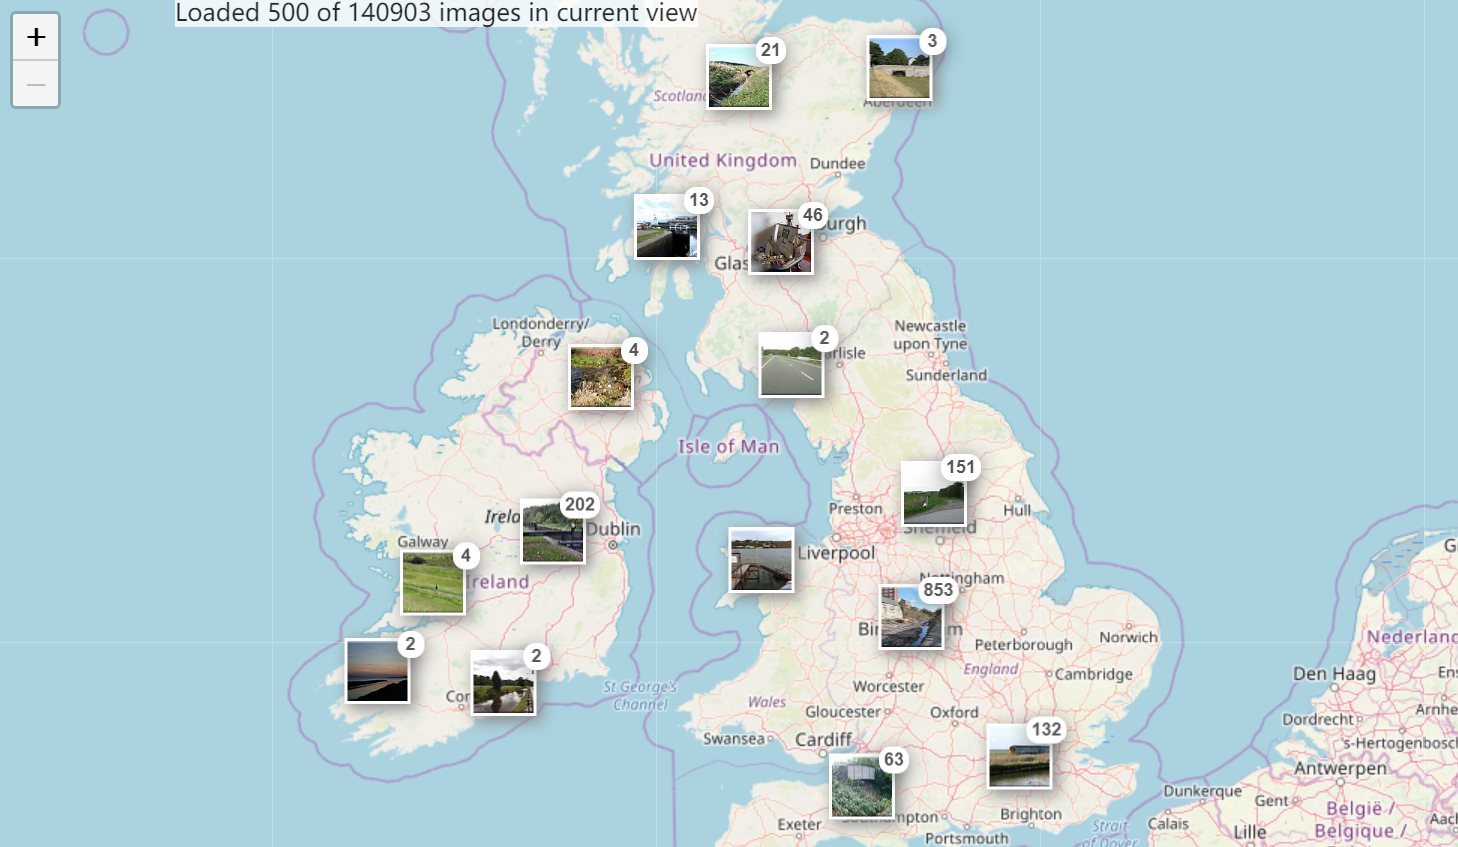 Loaded 500 of 140903 images in current view
+
−
21
3
Scotland
Aberdeen
United Kingdom
Dundee
13
46
burgh
Glas
Londonderry/
Derry
Newcastle
upon Tyne
2
arlisle
4
Sunderland
Isle of Man
151
Preston
Hull
202
Irela
Dublin
Sheffield
Galway
Liverpool
4
Ireland
Nottingham
853
Bir
m
Norwich
Peterborough
Nederland
2
2
England
Cambridge
Den Haag
Ens
Worcester
St George's
Channel
Cor
Wales
Gloucester
Oxford
Dordrecht
Arnhe
Swansea
Cardiff
132
's-Hertogenbosch
63
Antwerpen
Dunkerque
Gent
België /
Belgique /
Exeter
Southampton
Brighton
Calais
Lille
Aach
Portsmouth
Strait
of Dover